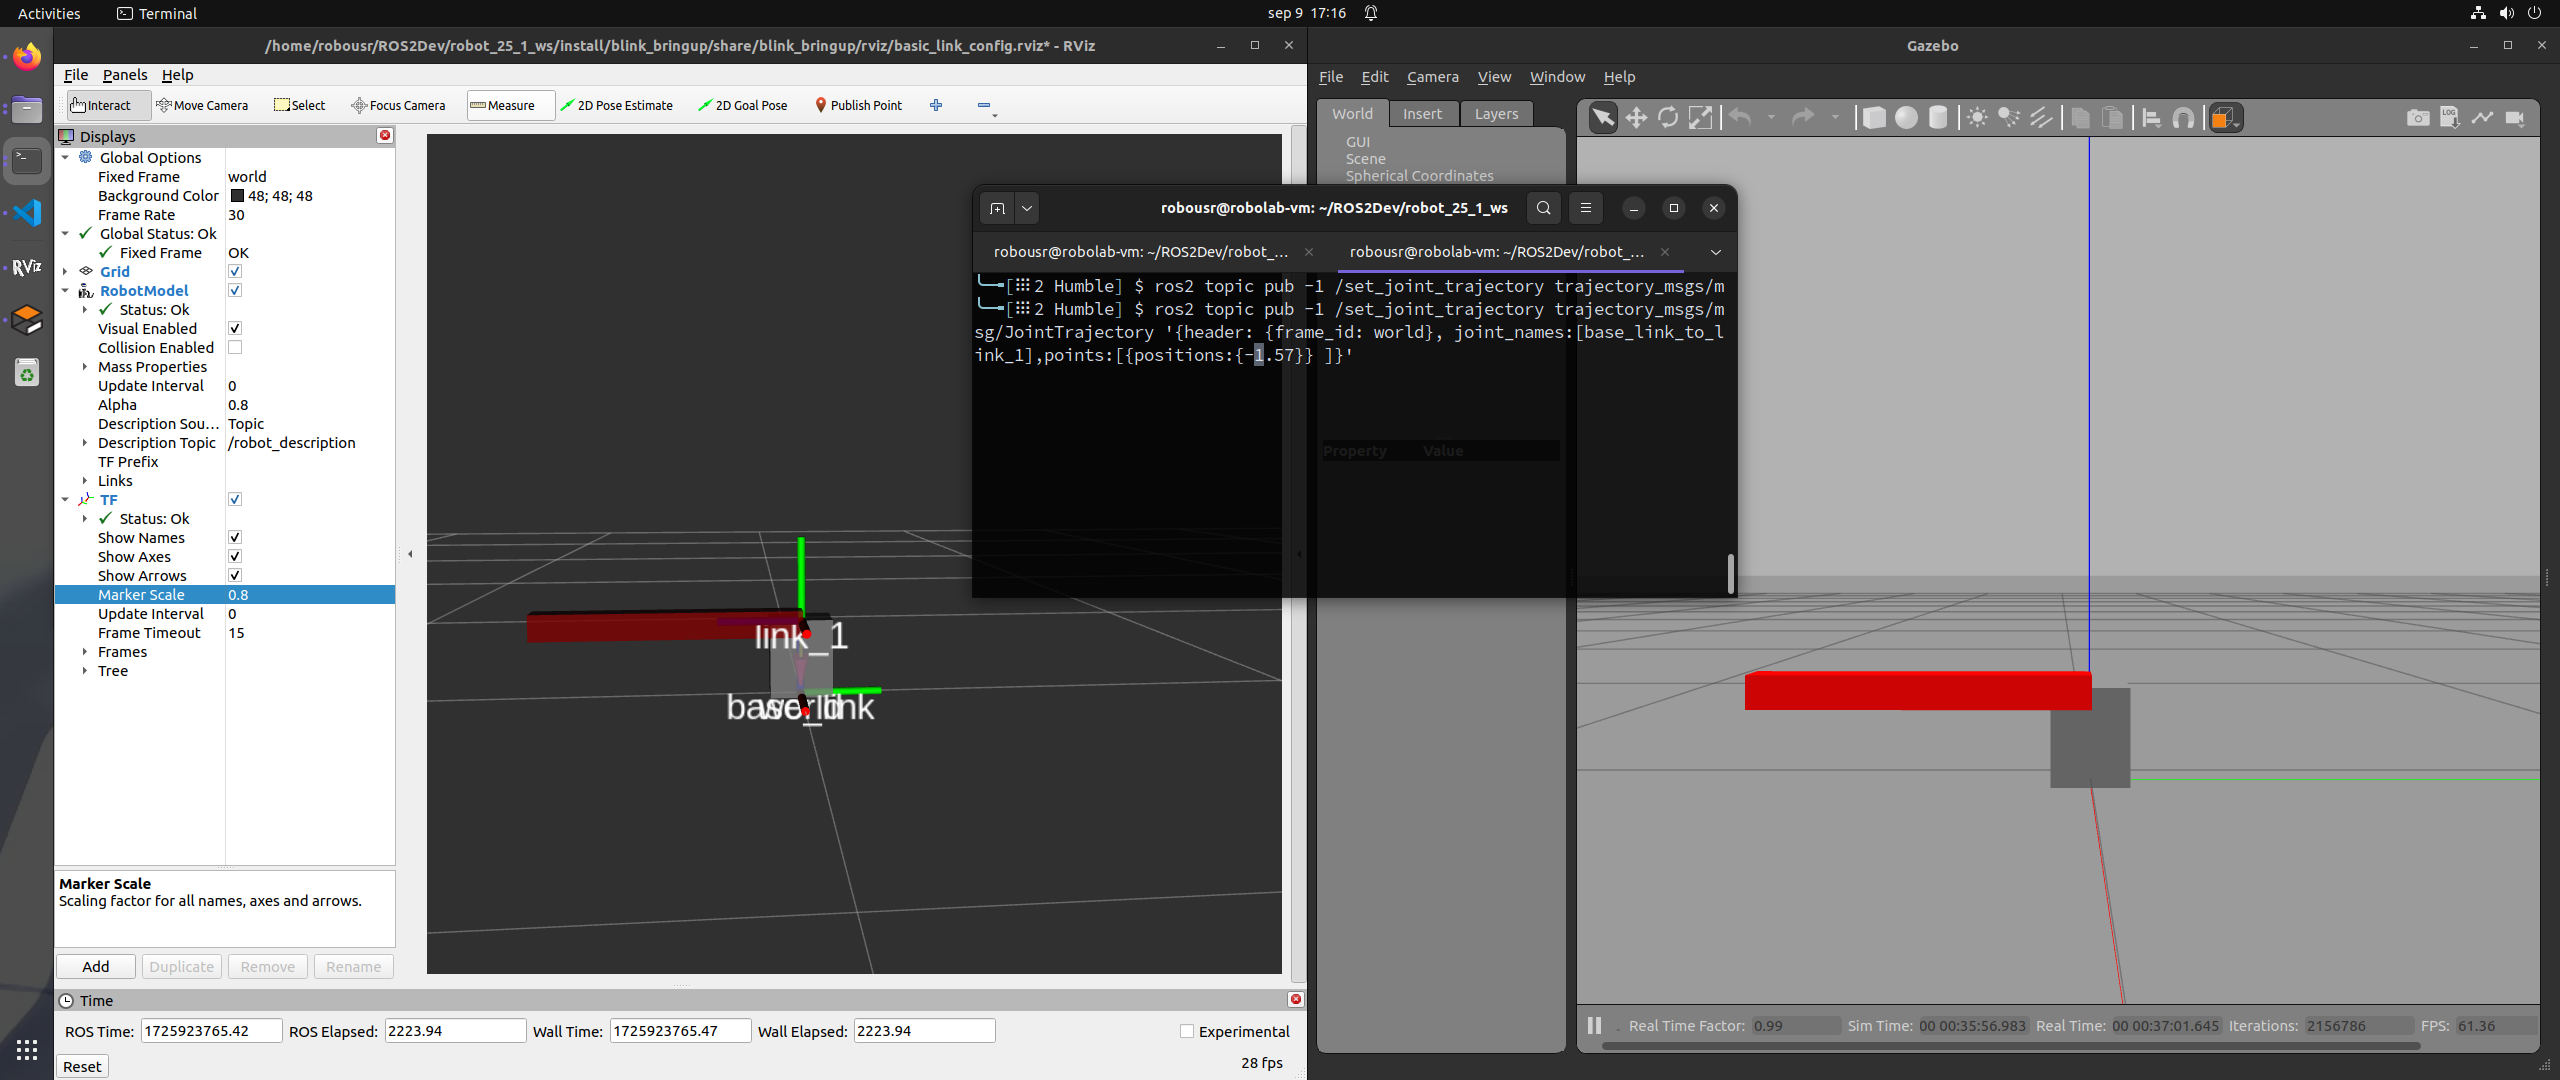 Activities
Terminal
sep 9 17:16
/home/robousr/ROS2Dev/robot_25_1_ws/install/blink_bringup/share/blink_bringup/rviz/basic_link_config.rviz* - RViz
File Panels Help
Interact Move Camera Select Focus Camera Measure 2D Pose Estimate 2D Goal Pose Publish Point
Displays
Global Options
Fixed Frame world
Background Color 48; 48; 48
Frame Rate 30
Global Status: Ok
Fixed Frame OK
Grid
RobotModel
Status: Ok
Visual Enabled
Collision Enabled
Mass Properties
Update Interval 0
Alpha 0.8
Description Sou... Topic
Description Topic /robot_description
TF Prefix
Links
TF
Status: Ok
Show Names
Show Axes
Show Arrows
Marker Scale 0.8
Update Interval 0
Frame Timeout 15
Frames
Tree
Marker Scale
Scaling factor for all names, axes and arrows.
Add Duplicate Remove Rename
link_1
base_link
world
Time
ROS Time: 1725923765.42 ROS Elapsed: 2223.94 Wall Time: 1725923765.47 Wall Elapsed: 2223.94 Experimental
Reset
28 fps
RViz
robousr@robolab-vm: ~/ROS2Dev/robot_25_1_ws
robousr@robolab-vm: ~/ROS2Dev/robot_... robousr@robolab-vm: ~/ROS2Dev/robot_...
[⠿2 Humble] $ ros2 topic pub -1 /set_joint_trajectory trajectory_msgs/m
[⠿2 Humble] $ ros2 topic pub -1 /set_joint_trajectory trajectory_msgs/m
sg/JointTrajectory '{header: {frame_id: world}, joint_names:[base_link_to_l
ink_1],points:[{positions:{-1.57}} ]}'
Gazebo
File Edit Camera View Window Help
World Insert Layers
GUI
Scene
Spherical Coordinates
Property Value
LOG
Real Time Factor: 0.99 Sim Time: 00 00:35:56.983 Real Time: 00 00:37:01.645 Iterations: 2156786 FPS: 61.36